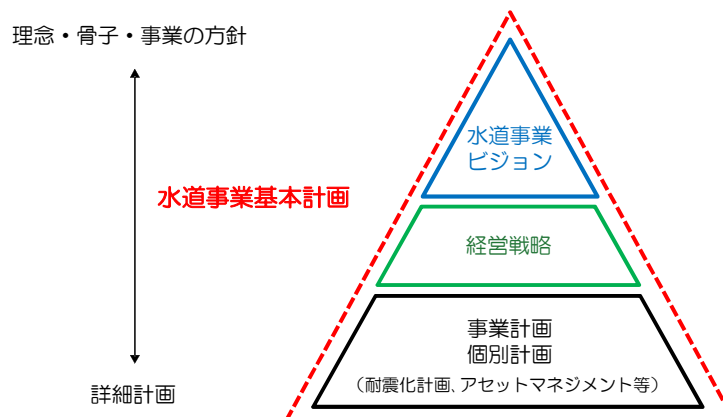 理念・骨子・事業の方針
水道事業
ビジョン
水道事業基本計画
経営戦略
事業計画
個別計画
（耐震化計画、アセットマネジメント等）
詳細計画